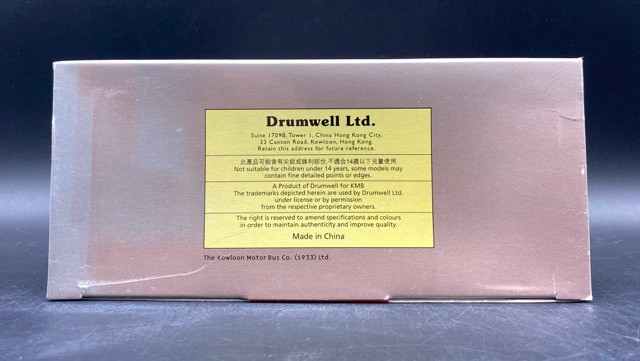 Drumwell Ltd.
Suite 1709B, Tower 1, China Hong Kong City,
33 Canton Road, Kowloon, Hong Kong.
Retain this address for future reference.
此產品可能含有尖銳或鋒利部份,不適合14歲以下兒童使用
Not suitable for children under 14 years, some models may
contain fine detailed points or edges.
A Product of Drumwell for KMB
The trademarks depicted herein are used by Drumwell Ltd.
under license or by permission
from the respective proprietary owners.
The right is reserved to amend specifications and colours
in order to maintain authenticity and improve quality.
Made in China
The Kowloon Motor Bus Co. (1933) Ltd.